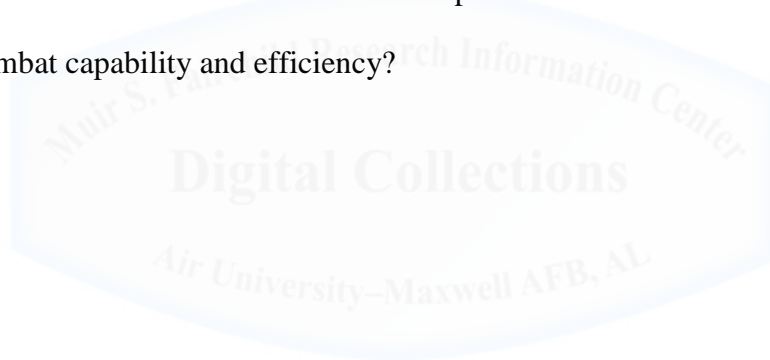 mbat capability and efficiency?
Muir S. Fairchild Research Information Center
Digital Collections
Air University–Maxwell AFB, AL